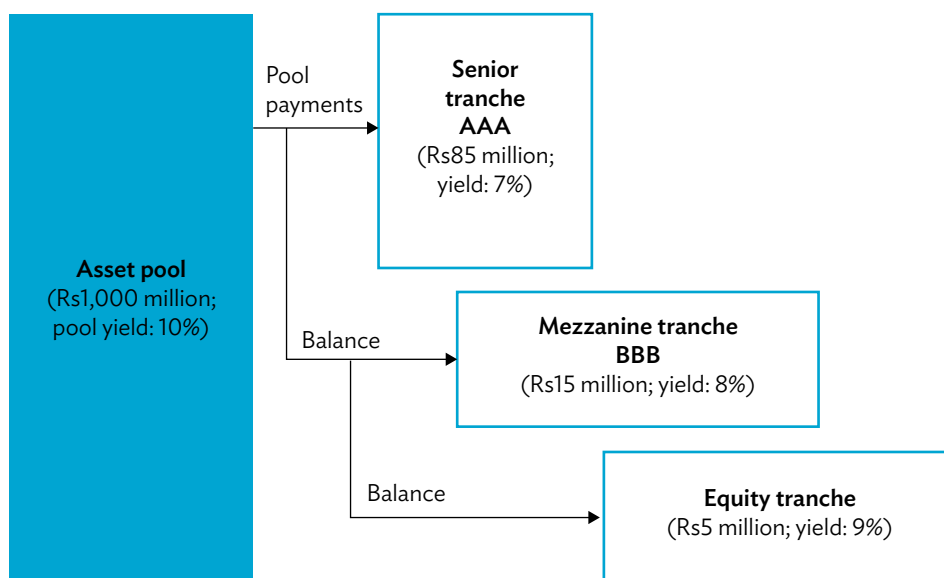 Asset pool
(Rs1,000 million;
pool yield: 10%)
Pool
payments
Senior
tranche
AAA
(Rs85 million;
yield: 7%)
Balance
Mezzanine tranche
BBB
(Rs15 million; yield: 8%)
Balance
Equity tranche
(Rs5 million; yield: 9%)